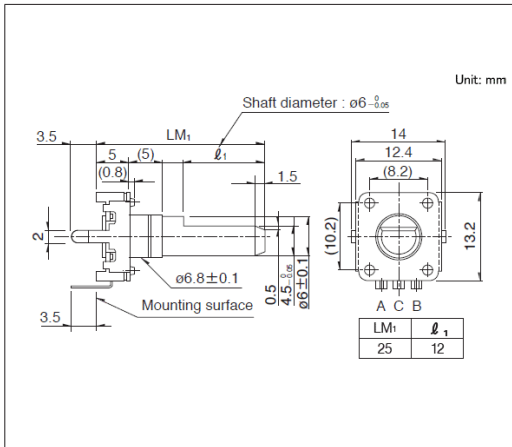 Unit: mm
Shaft diameter : ø6 0 -0.05
3.5
LM1
14
5
(5)
ℓ1
12.4
(0.8)
1.5
(8.2)
2
(10.2)
13.2
ø6.8±0.1
0.5
4.5 0 -0.05
ø6±0.1
Mounting surface
3.5
A C B
LM1 ℓ1
25 12